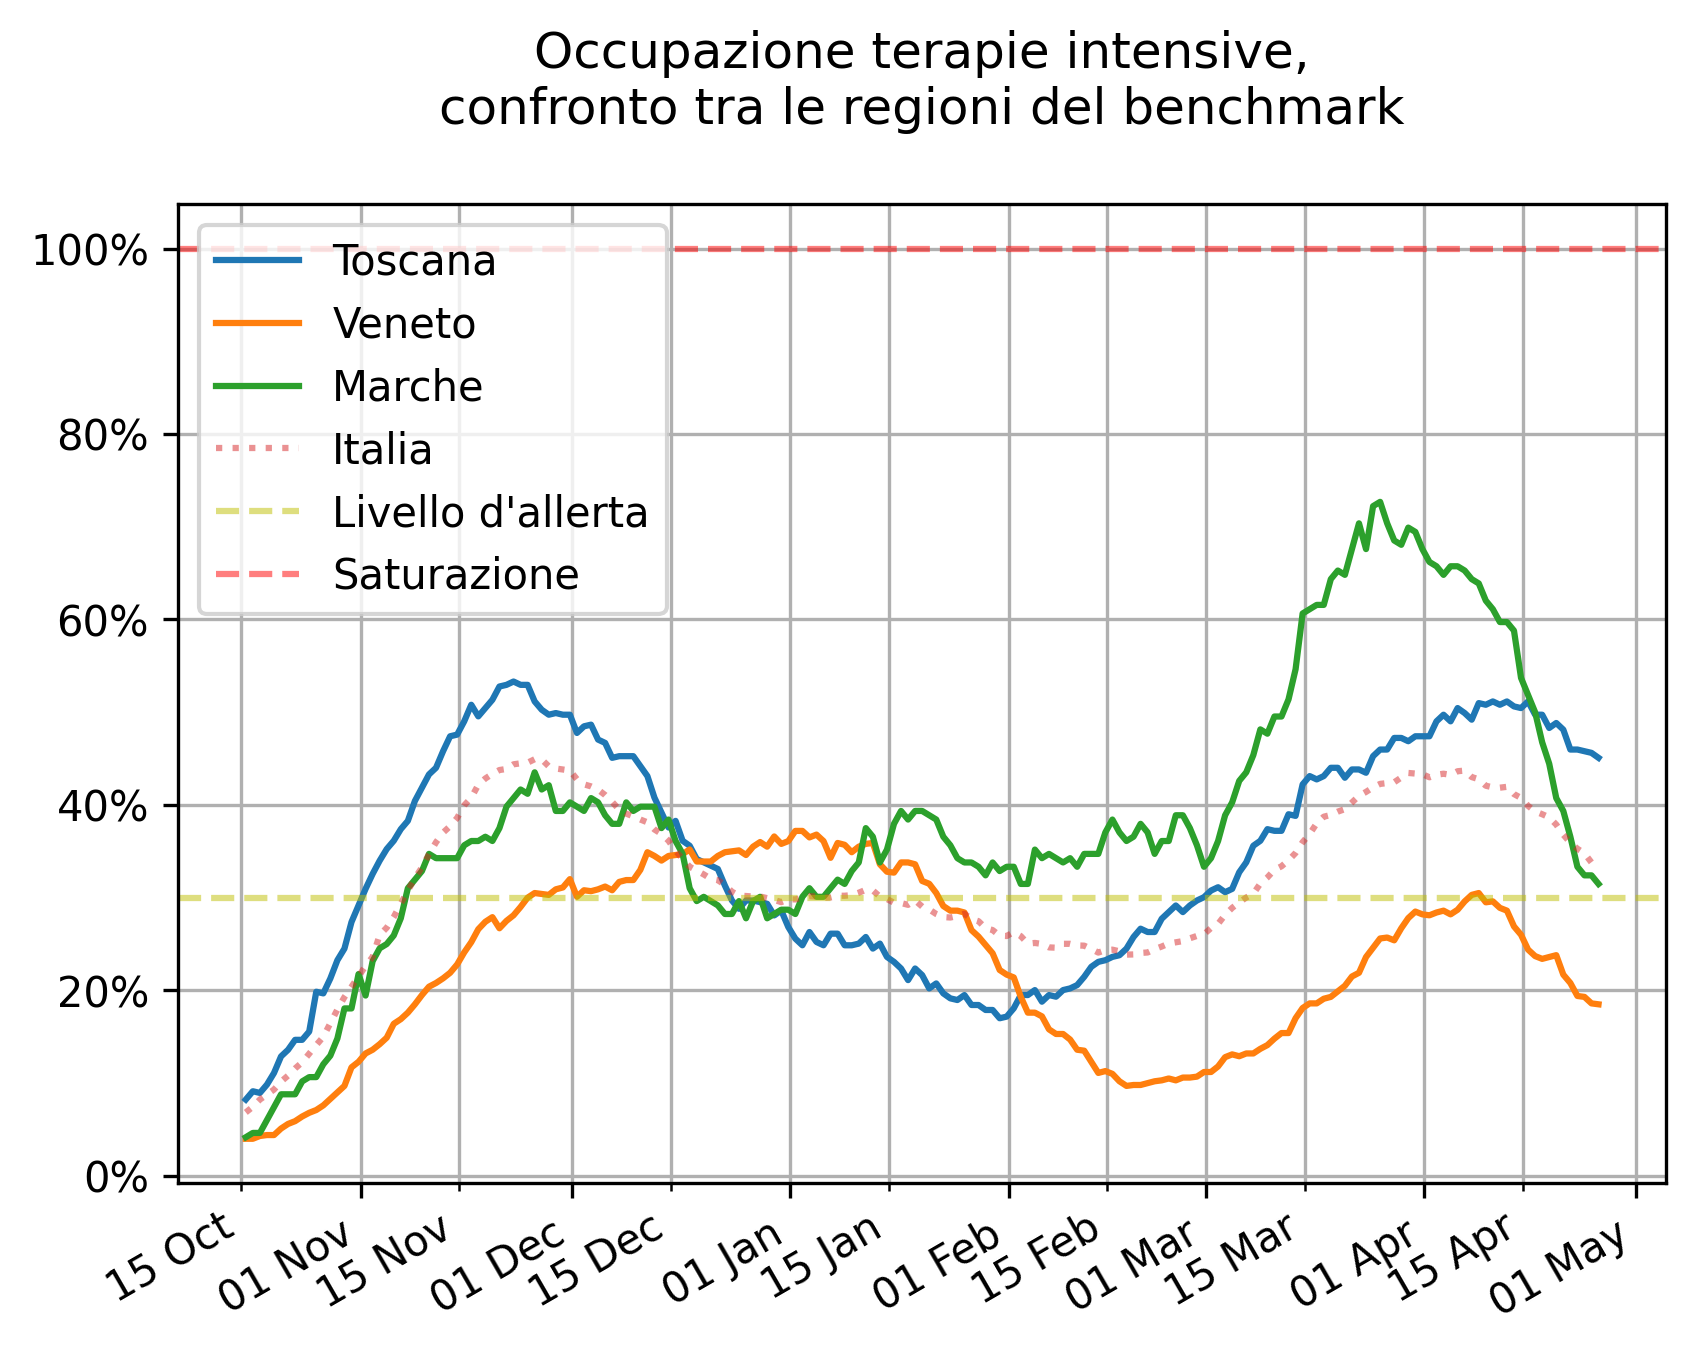 Occupazione terapie intensive,
confronto tra le regioni del benchmark
100%
80%
60%
40%
20%
0%
Toscana
Veneto
Marche
Italia
Livello d'allerta
Saturazione
15 Oct
01 Nov
15 Nov
01 Dec
15 Dec
01 Jan
15 Jan
01 Feb
15 Feb
01 Mar
15 Mar
01 Apr
15 Apr
01 May